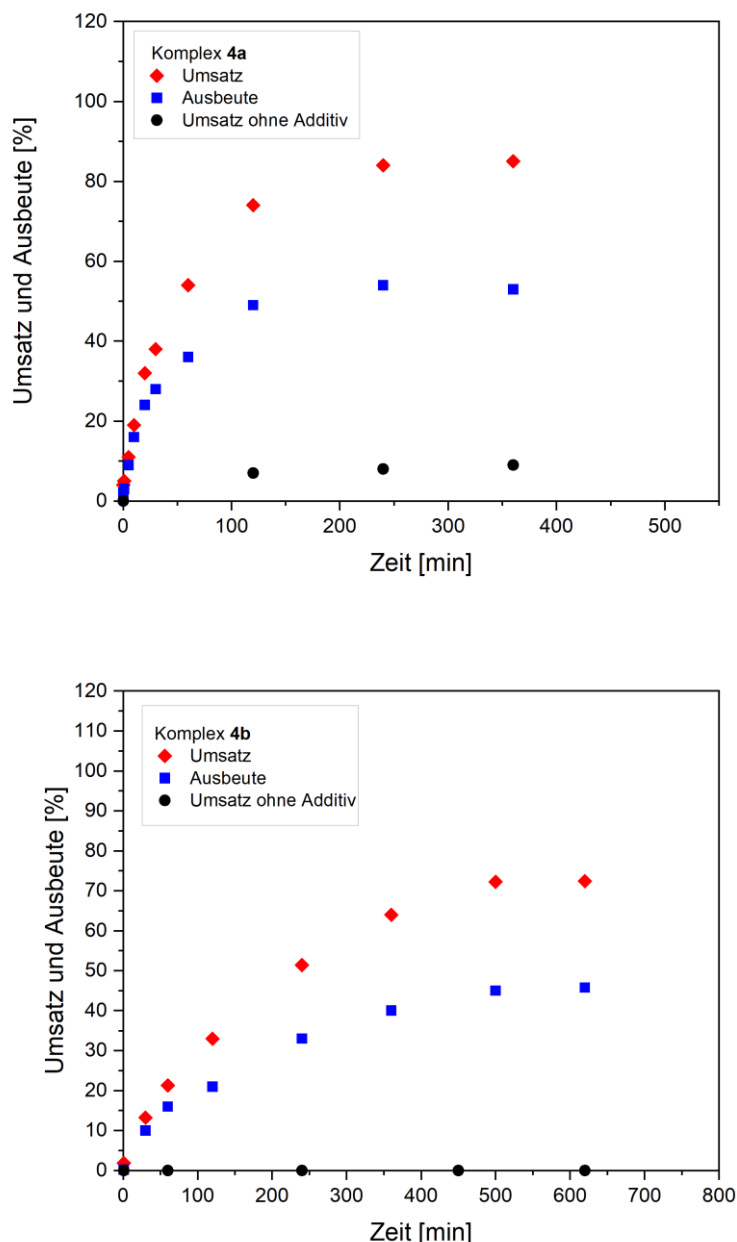 120
100
80
60
40
20
0
Umsatz und Ausbeute [%]
Komplex 4a
Umsatz
Ausbeute
Umsatz ohne Additiv
0 100 200 300 400 500
Zeit [min]
120
110
100
90
80
70
60
50
40
30
20
10
0
Umsatz und Ausbeute [%]
Komplex 4b
Umsatz
Ausbeute
Umsatz ohne Additiv
0 100 200 300 400 500 600 700 800
Zeit [min]